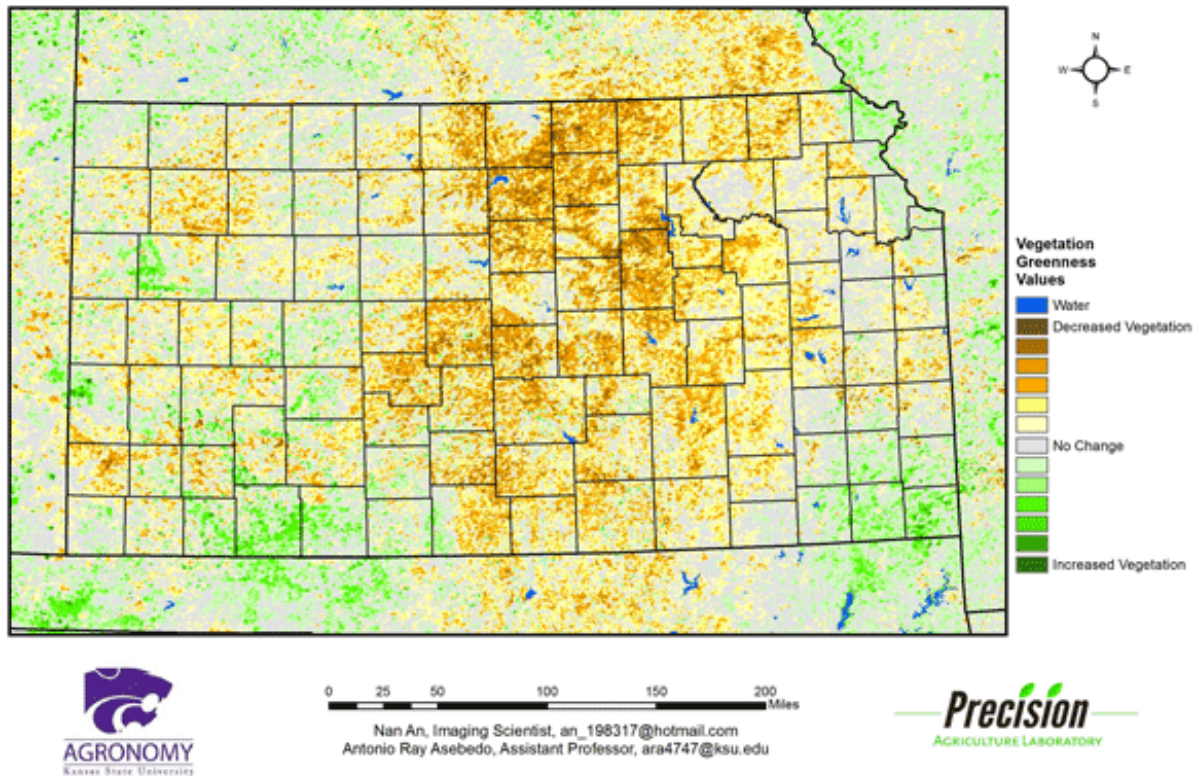 N
W E
S
Vegetation
Greenness
Values
Water
Decreased Vegetation
No Change
Increased Vegetation
0 25 50 100 150 200
Miles
Nan An, Imaging Scientist, an_198317@hotmail.com
Antonio Ray Asebedo, Assistant Professor, ara4747@ksu.edu
AGRONOMY
Kansas State University
Precision
AGRICULTURE LABORATORY